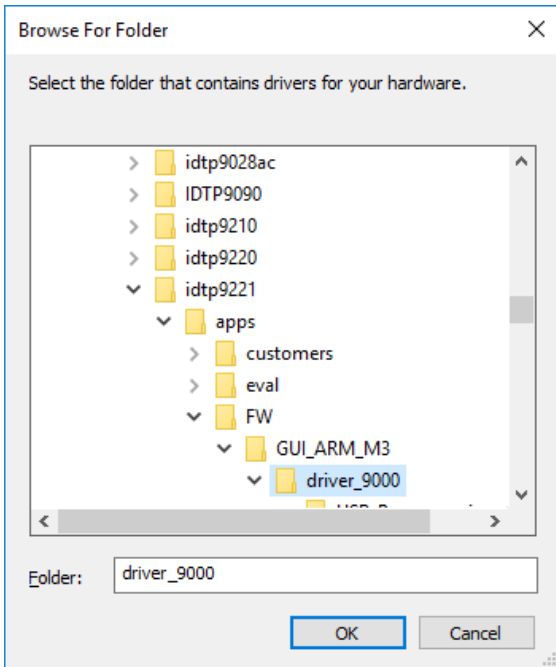 Browse For Folder
Select the folder that contains drivers for your hardware.
idtp9028ac
IDTP9090
idtp9210
idtp9220
idtp9221
apps
customers
eval
FW
GUI_ARM_M3
driver_9000
Folder:
driver_9000
OK
Cancel